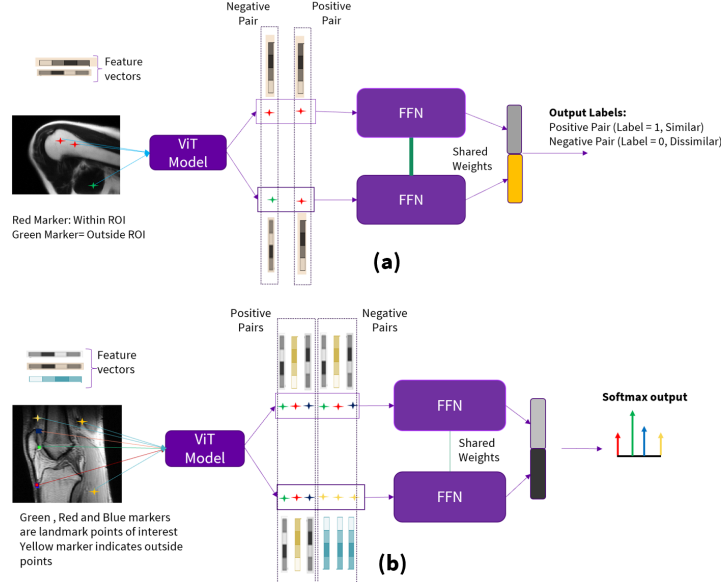 Negative
Pair
Positive
Pair
Feature
vectors
ViT
Model
FFN
FFN
Shared
Weights
Output Labels:
Positive Pair (Label = 1, Similar)
Negative Pair (Label = 0, Dissimilar)
Red Marker: Within ROI
Green Marker= Outside ROI
(a)
Positive
Pairs
Negative
Pairs
Feature
vectors
ViT
Model
FFN
FFN
Shared
Weights
Softmax output
Green , Red and Blue markers
are landmark points of interest
Yellow marker indicates outside
points
(b)